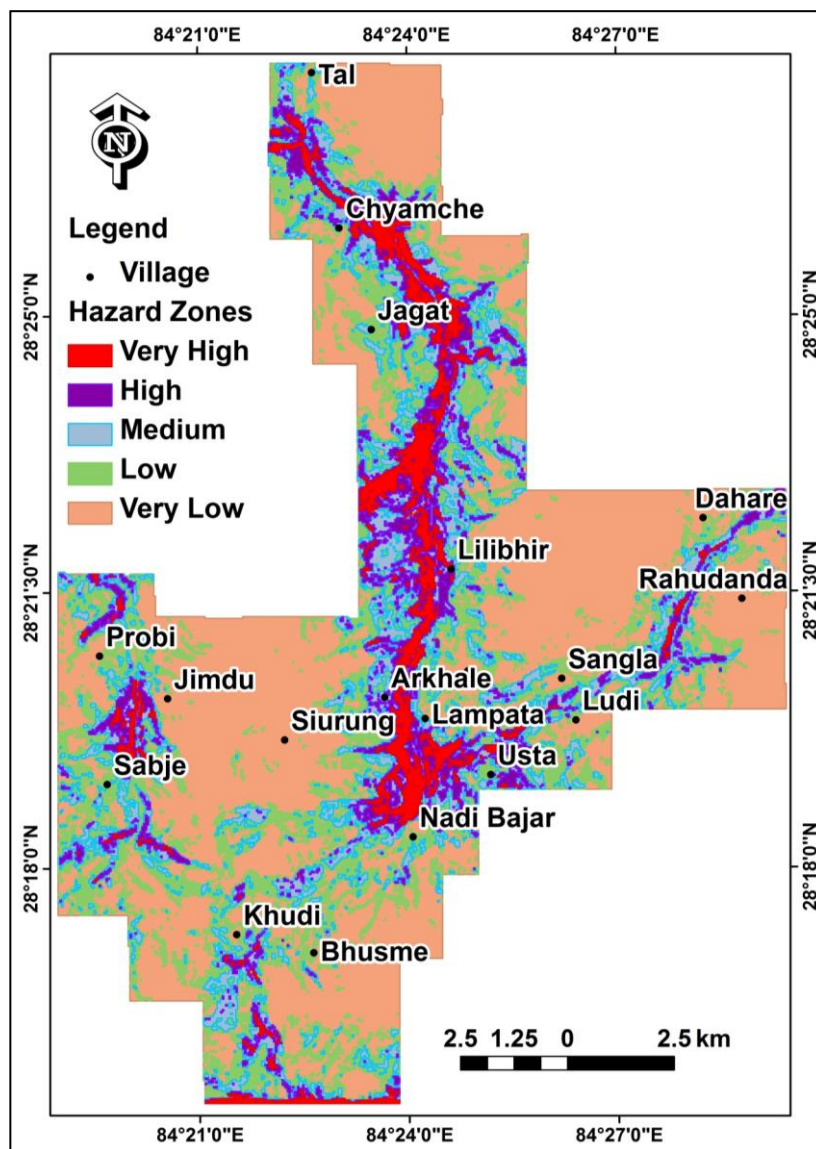 84°21'0"E 84°24'0"E 84°27'0"E
Tal
N
Chyamche
Legend
Village
Hazard Zones
Very High
High
Medium
Low
Very Low
Jagat
28°25'0"N 28°25'0"N
Dahare
Lilibhir
Rahudanda
28°21'30"N 28°21'30"N
Probi
Sangla
Jimdu
Arkhale
Ludi
Siurung
Lampata
Sabje
Usta
Nadi Bajar
28°18'0"N 28°18'0"N
Khudi
Bhusme
2.5 1.25 0 2.5 km
84°21'0"E 84°24'0"E 84°27'0"E